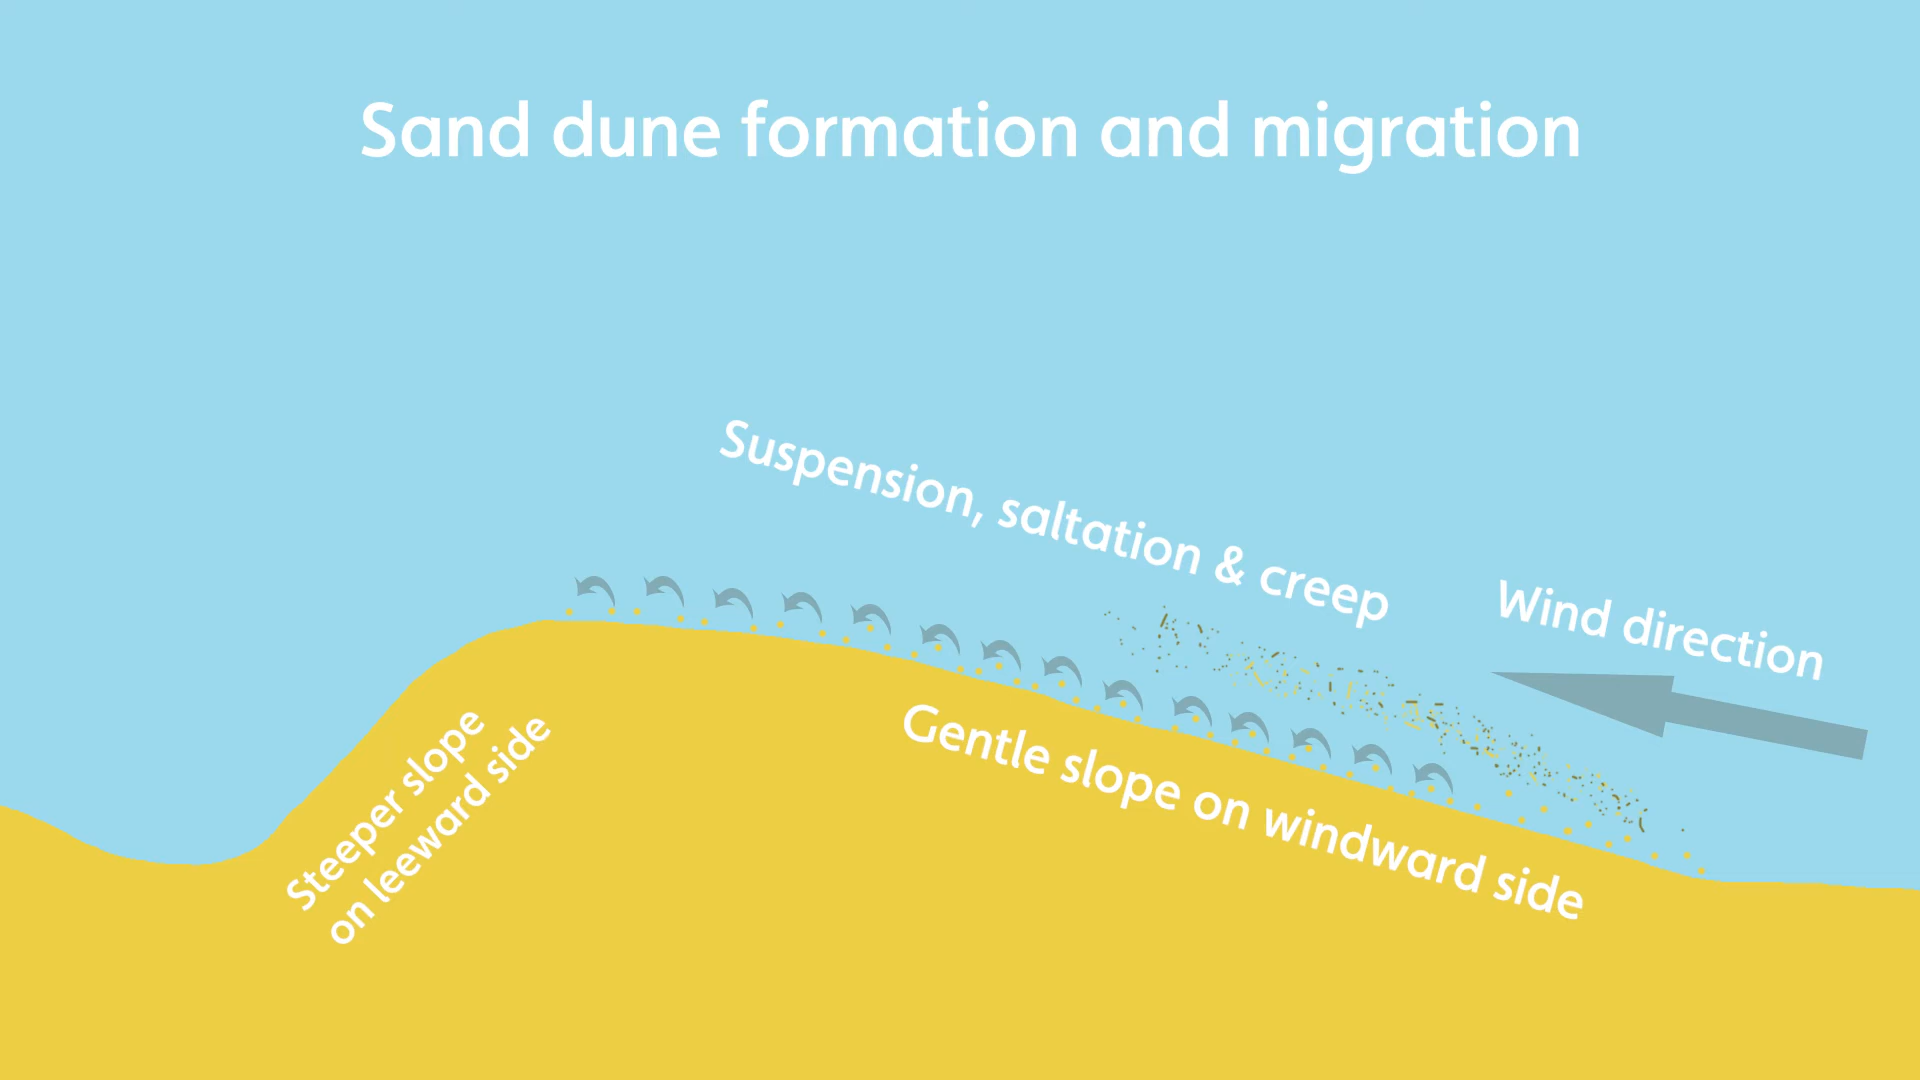 Sand dune formation and migration
Suspension, saltation & creep
Wind direction
Gentle slope on windward side
Steeper slope
on leeward side